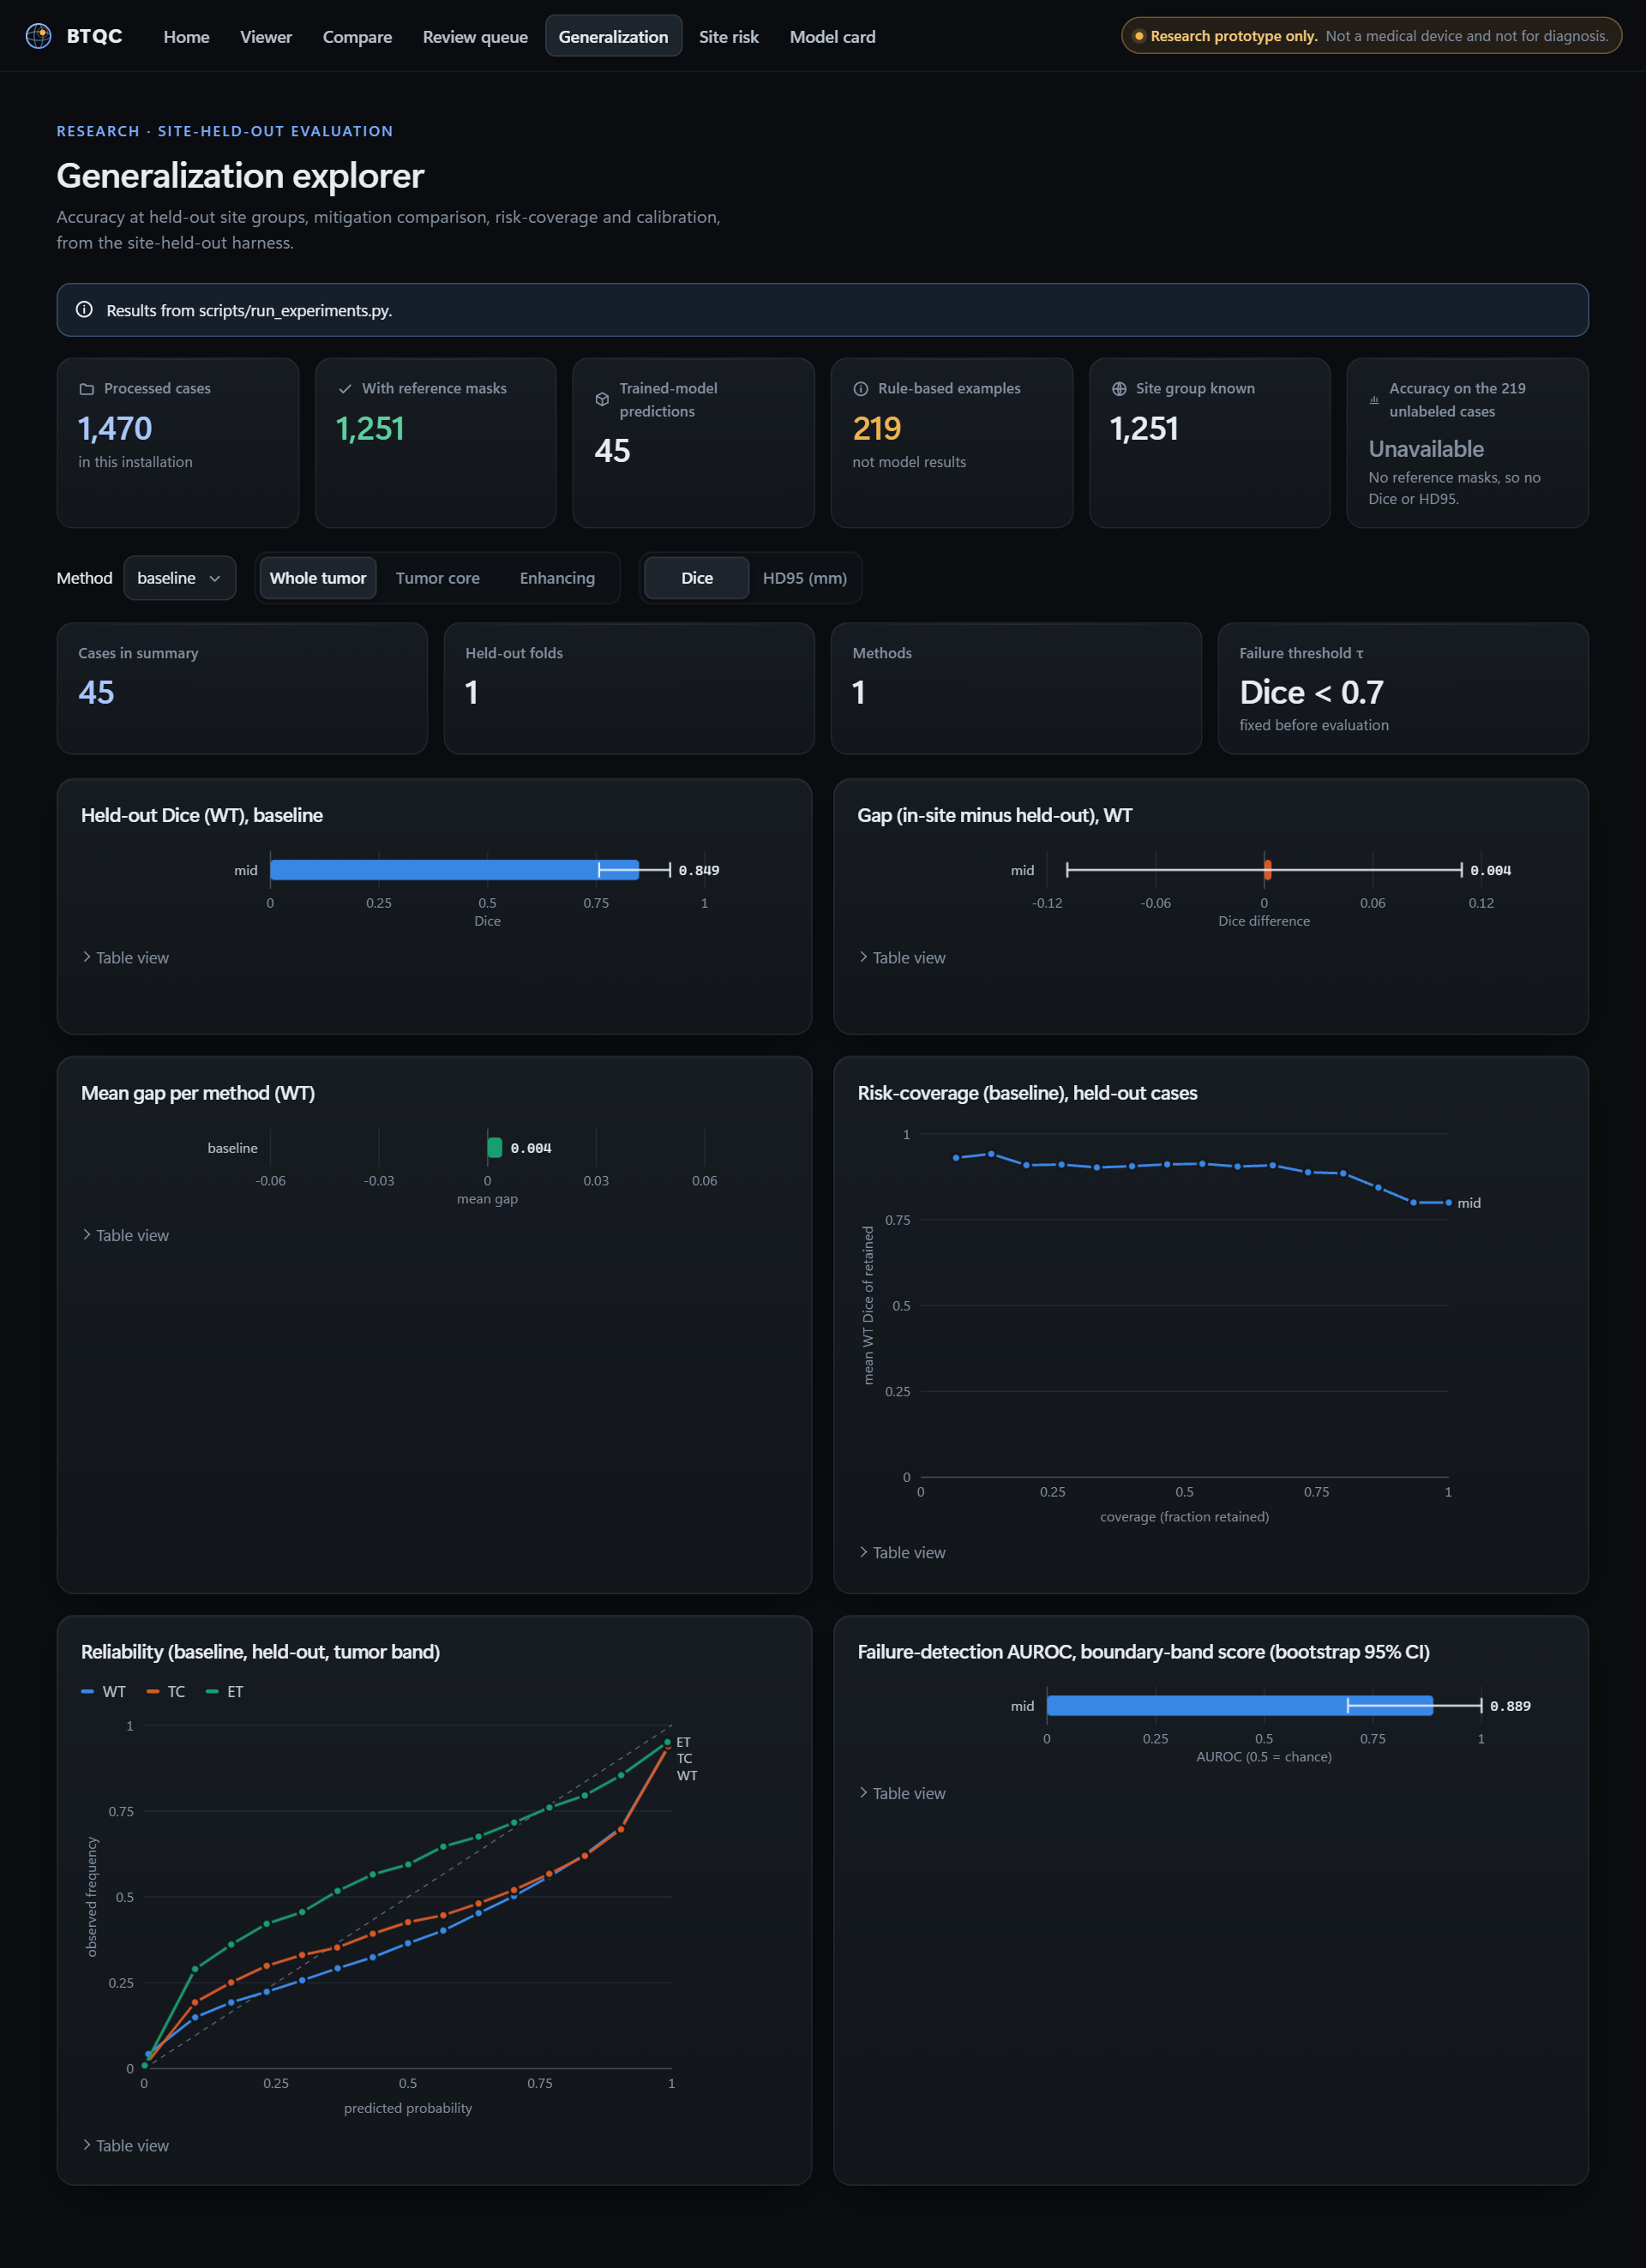 BTQC
Home
Viewer
Compare
Review queue
Generalization
Site risk
Model card
Research prototype only. Not a medical device and not for diagnosis.
RESEARCH · SITE-HELD-OUT EVALUATION
Generalization explorer
Accuracy at held-out site groups, mitigation comparison, risk-coverage and calibration,
from the site-held-out harness.
Results from scripts/run_experiments.py.
Processed cases
1,470
in this installation
With reference masks
1,251
Trained-model
predictions
45
Rule-based examples
219
not model results
Site group known
1,251
Accuracy on the 219
unlabeled cases
Unavailable
No reference masks, so no
Dice or HD95.
Method
baseline
Whole tumor
Tumor core
Enhancing
Dice
HD95 (mm)
Cases in summary
45
Held-out folds
1
Methods
1
Failure threshold τ
Dice < 0.7
fixed before evaluation
Held-out Dice (WT), baseline
mid
0.849
0 0.25 0.5 0.75 1
Dice
Table view
Gap (in-site minus held-out), WT
mid
0.004
-0.12 -0.06 0 0.06 0.12
Dice difference
Table view
Mean gap per method (WT)
baseline
0.004
-0.06 -0.03 0 0.03 0.06
mean gap
Table view
Risk-coverage (baseline), held-out cases
1
mid
0.75
mean WT Dice of retained
0.5
0.25
0
0 0.25 0.5 0.75 1
coverage (fraction retained)
Table view
Reliability (baseline, held-out, tumor band)
WT TC ET
1
ET
TC
WT
0.75
observed frequency
0.5
0.25
0
0 0.25 0.5 0.75 1
predicted probability
Table view
Failure-detection AUROC, boundary-band score (bootstrap 95% CI)
mid
0.889
0 0.25 0.5 0.75 1
AUROC (0.5 = chance)
Table view